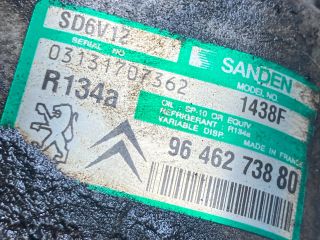 SD6V12
SERIAL NO.
03131707362
SANDEN
MODEL NO.
1438F
R134a
OIL : SP-10 OR EQUIV
REFRIGERANT : R134a
VARIABLE DISP.
MADE IN FRANCE
96 462 738 80